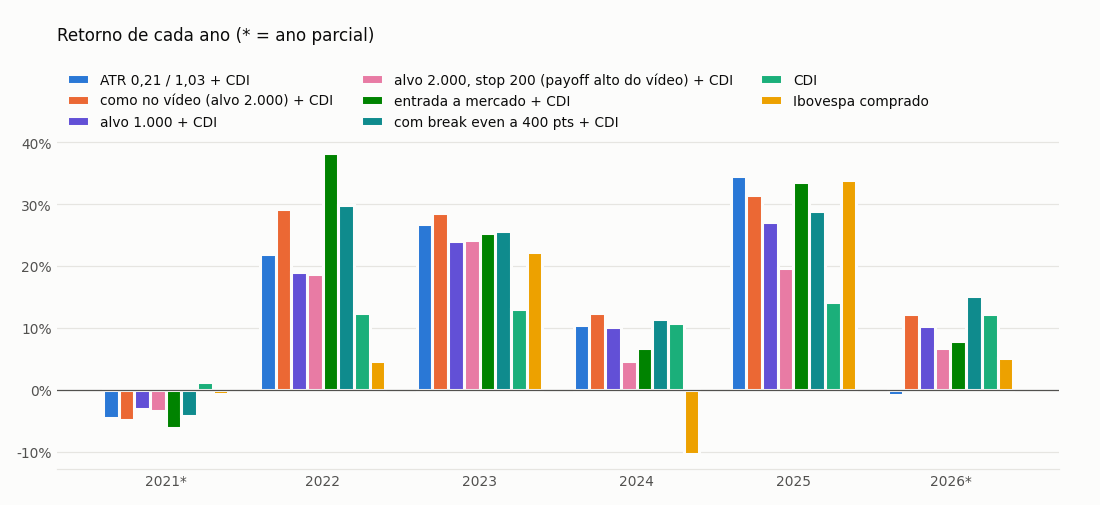 Retorno de cada ano (* = ano parcial)
ATR 0,21 / 1,03 + CDI
como no vídeo (alvo 2.000) + CDI
alvo 1.000 + CDI
alvo 2.000, stop 200 (payoff alto do vídeo) + CDI
entrada a mercado + CDI
com break even a 400 pts + CDI
CDI
Ibovespa comprado
40%
30%
20%
10%
0%
-10%
2021*
2022
2023
2024
2025
2026*